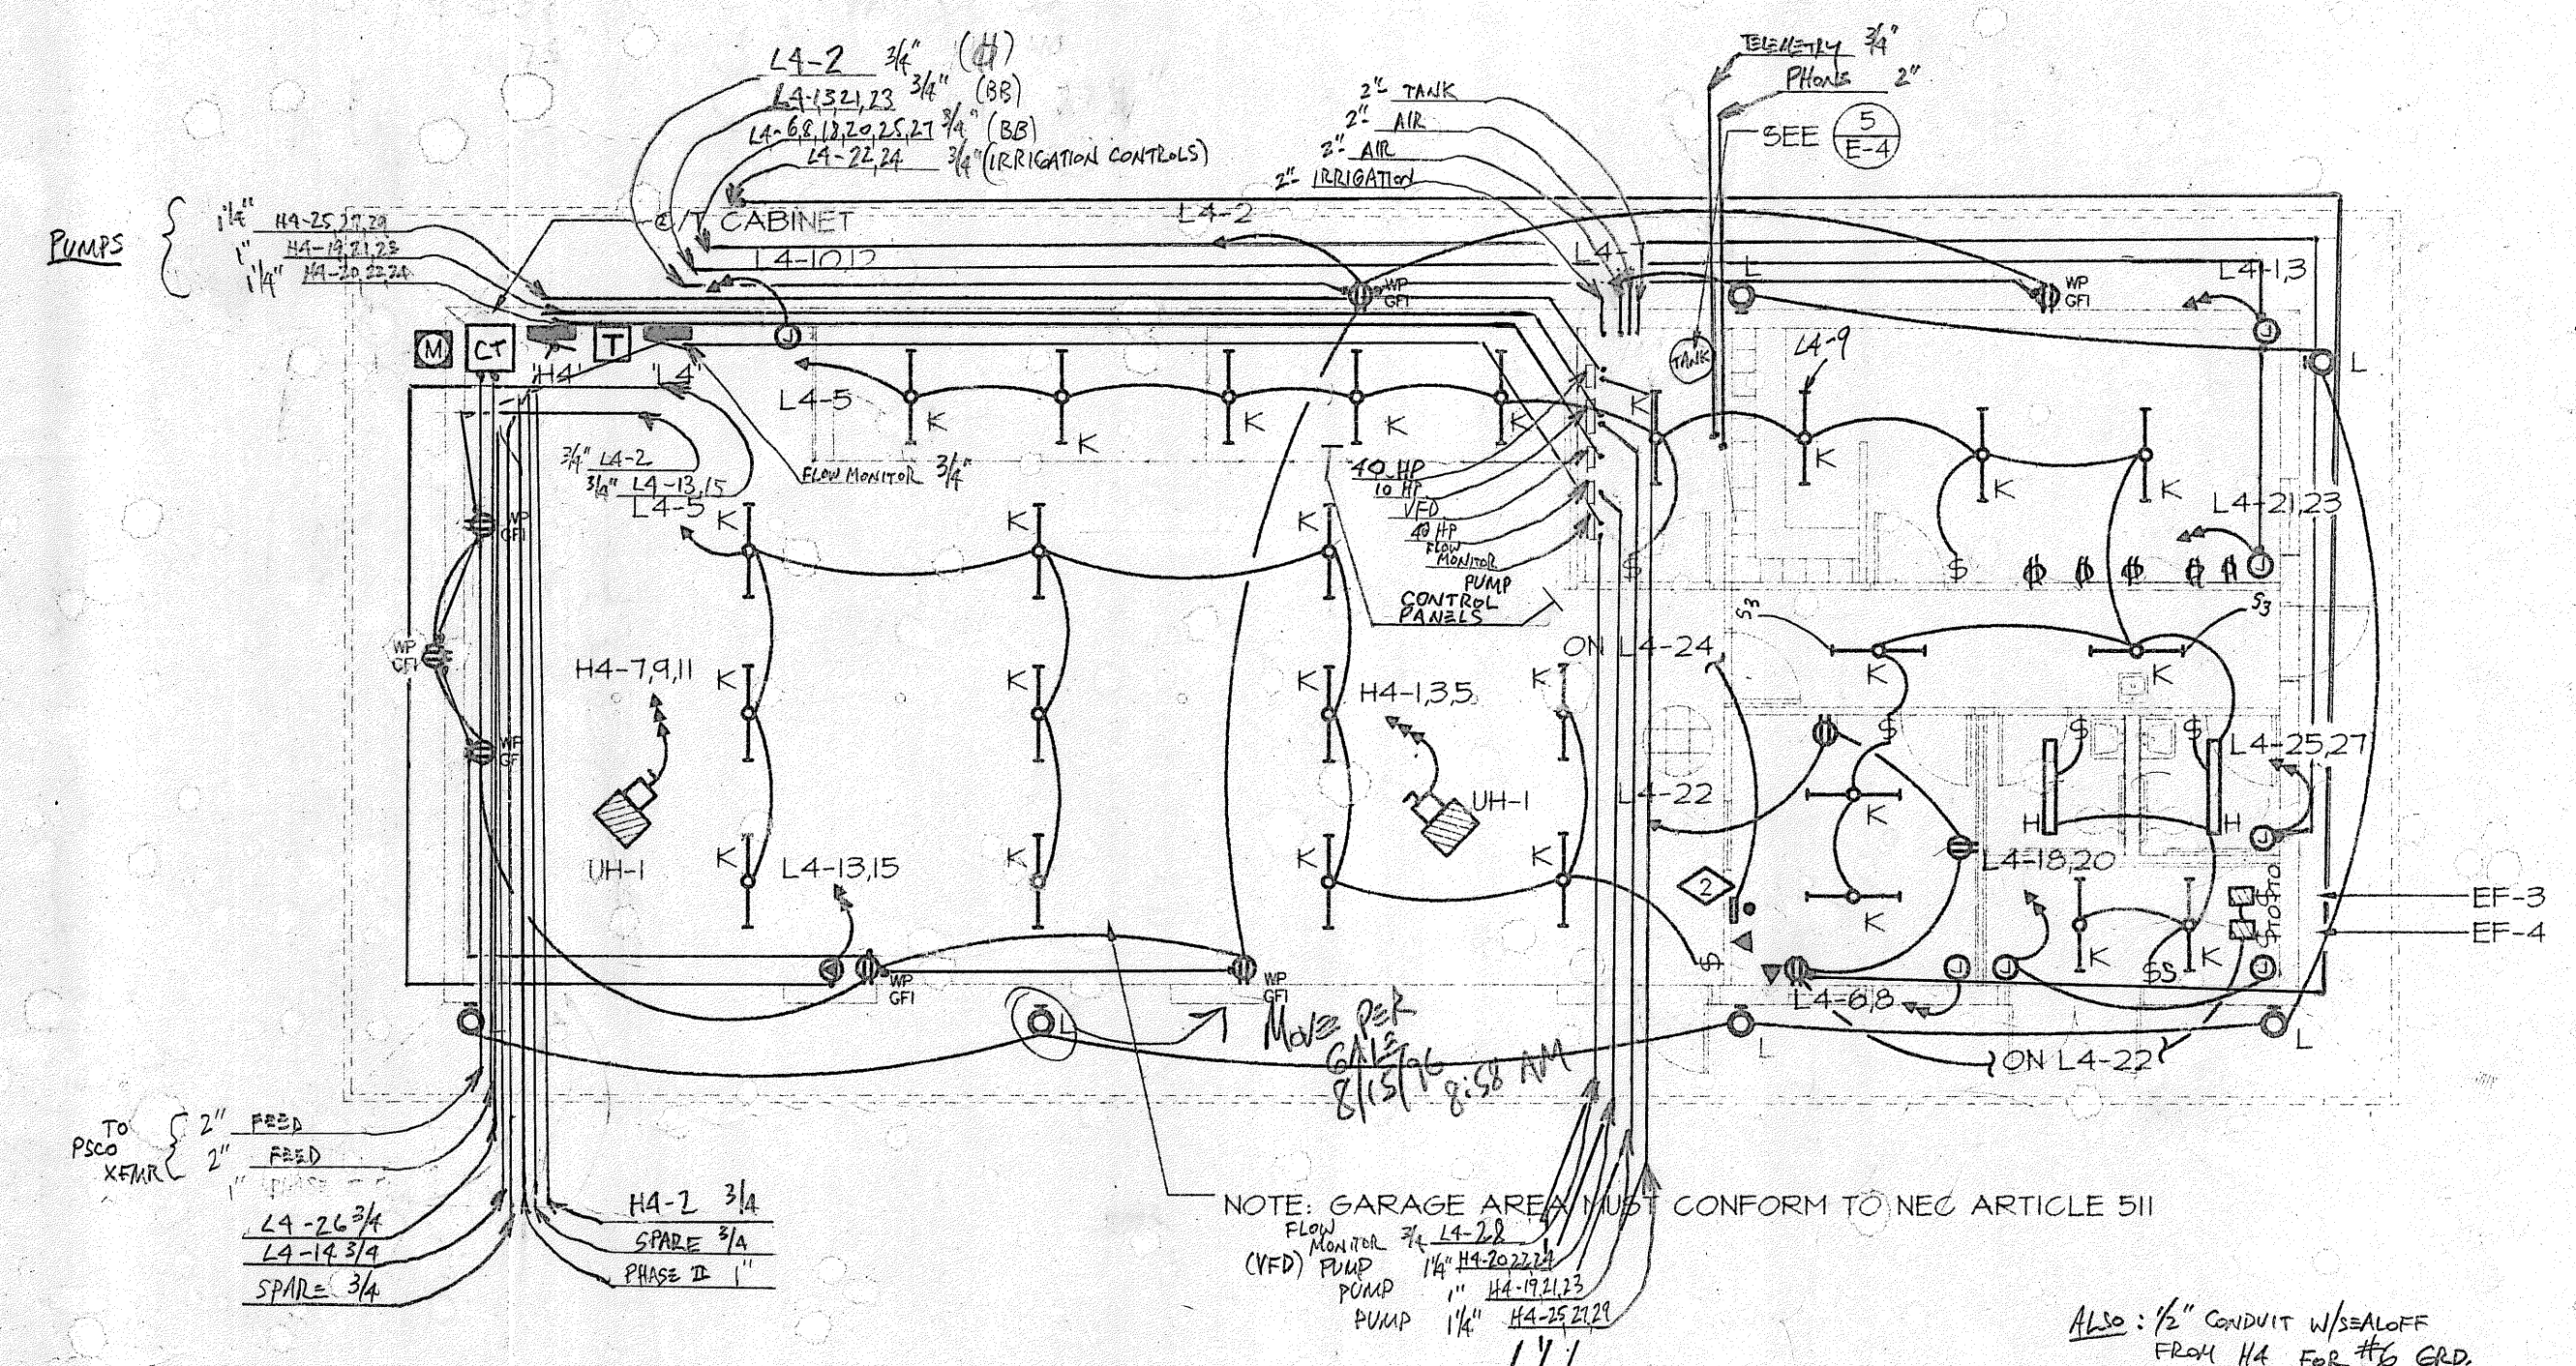 L4-2 3/4" (H)
L4-13,21,23 3/4" (BB)
L4-6,8,18,20,25,27 3/4" (BB)
L4-22,24 3/4" (IRRIGATION CONTROLS)
2"- TANK
2"- AIR
2"- AIR
2"- IRRIGATION
TELEMETRY 3/4"
PHONE 2"
SEE 5
E-4
PUMPS
1 1/4" H4-25,27,29
1" H4-19,21,23
1 1/4" H4-20,22,24
C/T CABINET
L4-2
L4-10,12
L4-
L
L4-1,3
WP
GFI
WP
GFI
M
CT
T
J
J
"H4"
"L4"
TANK
L4-9
L
L4-5
K
K
K
K
K
K
K
K
K
3/4" L4-2
3/4" L4-13,15
L4-5
FLOW MONITOR 3/4"
40 HP
10 HP
VFD
40 HP
FLOW
MONITOR
PUMP
CONTROL
PANELS
L4-21,23
J
WP
GFI
K
K
K
$
$
S3
S3
WP
GFI
ON L4-24
H4-7,9,11
K
K
K
H4-1,3,5
K
K
K
WP
GFI
$
$
$
L4-25,27
UH-1
L4-22
K
H
H
J
UH-1
K
K
K
K
L4-13,15
L4-18,20
2
K
TO
TO
EF-3
EF-4
$
K
K
$S
WP
GFI
WP
GFI
J
J
J
L4-6,8
L
L
L
L
MOVE PER
GALE
8/15/96 8:58 AM
ON L4-22
TO
PSCO
XFMR
2" FEED
2" FEED
1" PHASE
L4-26 3/4
L4-14 3/4
SPARE 3/4
H4-2 3/4
SPARE 3/4
PHASE II 1"
NOTE: GARAGE AREA MUST CONFORM TO NEC ARTICLE 511
FLOW
MONITOR 3/4 L4-28
(VFD) PUMP 1 1/4" H4-20,22,24
PUMP 1" H4-19,21,23
PUMP 1 1/4" H4-25,27,29
ALSO: 1/2" CONDUIT W/SEALOFF
FROM H4 FOR #6 GRD.